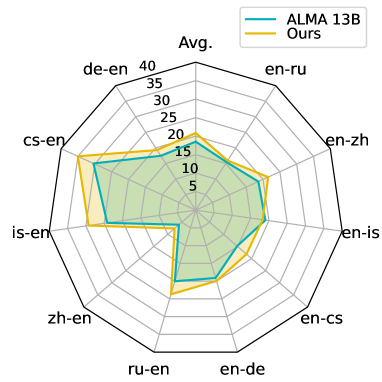 ALMA 13B
Ours
Avg.
de-en
40
en-ru
35
30
25
cs-en
20
en-zh
15
10
5
is-en
en-is
zh-en
en-cs
ru-en
en-de